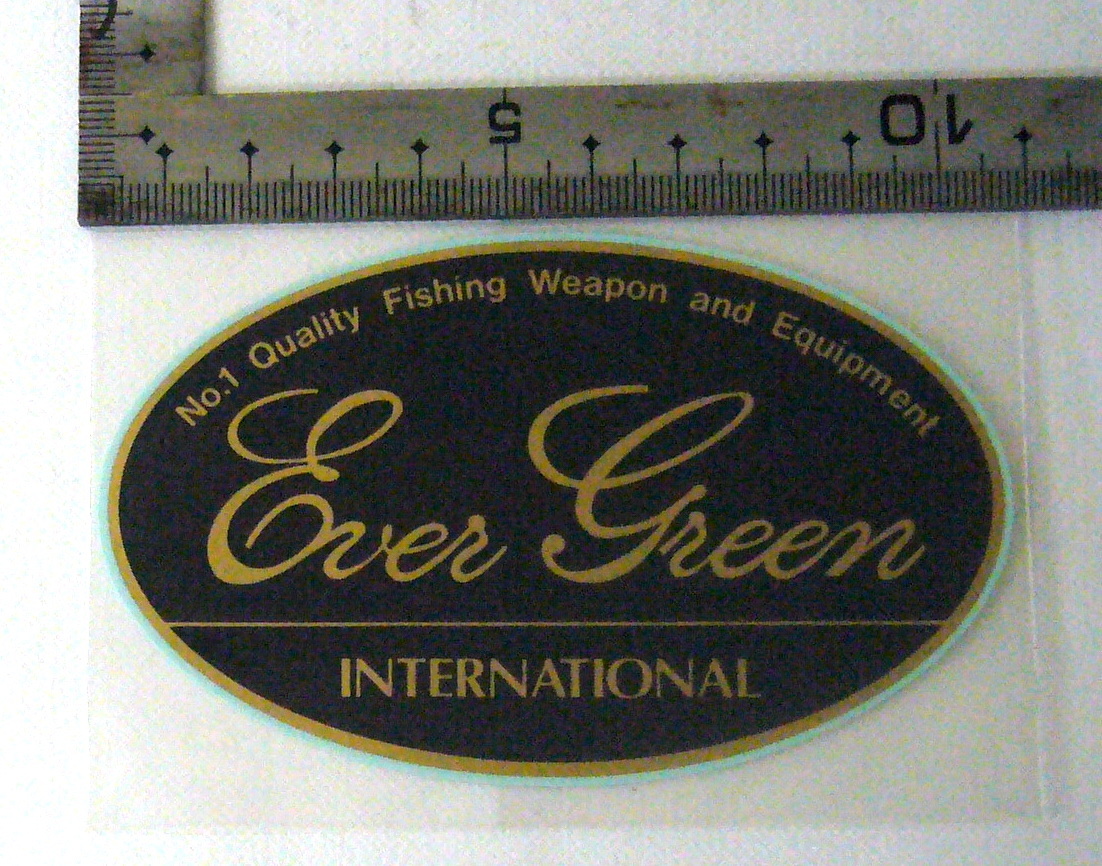 5 10
No.1 Quality Fishing Weapon and Equipment
Ever Green
INTERNATIONAL